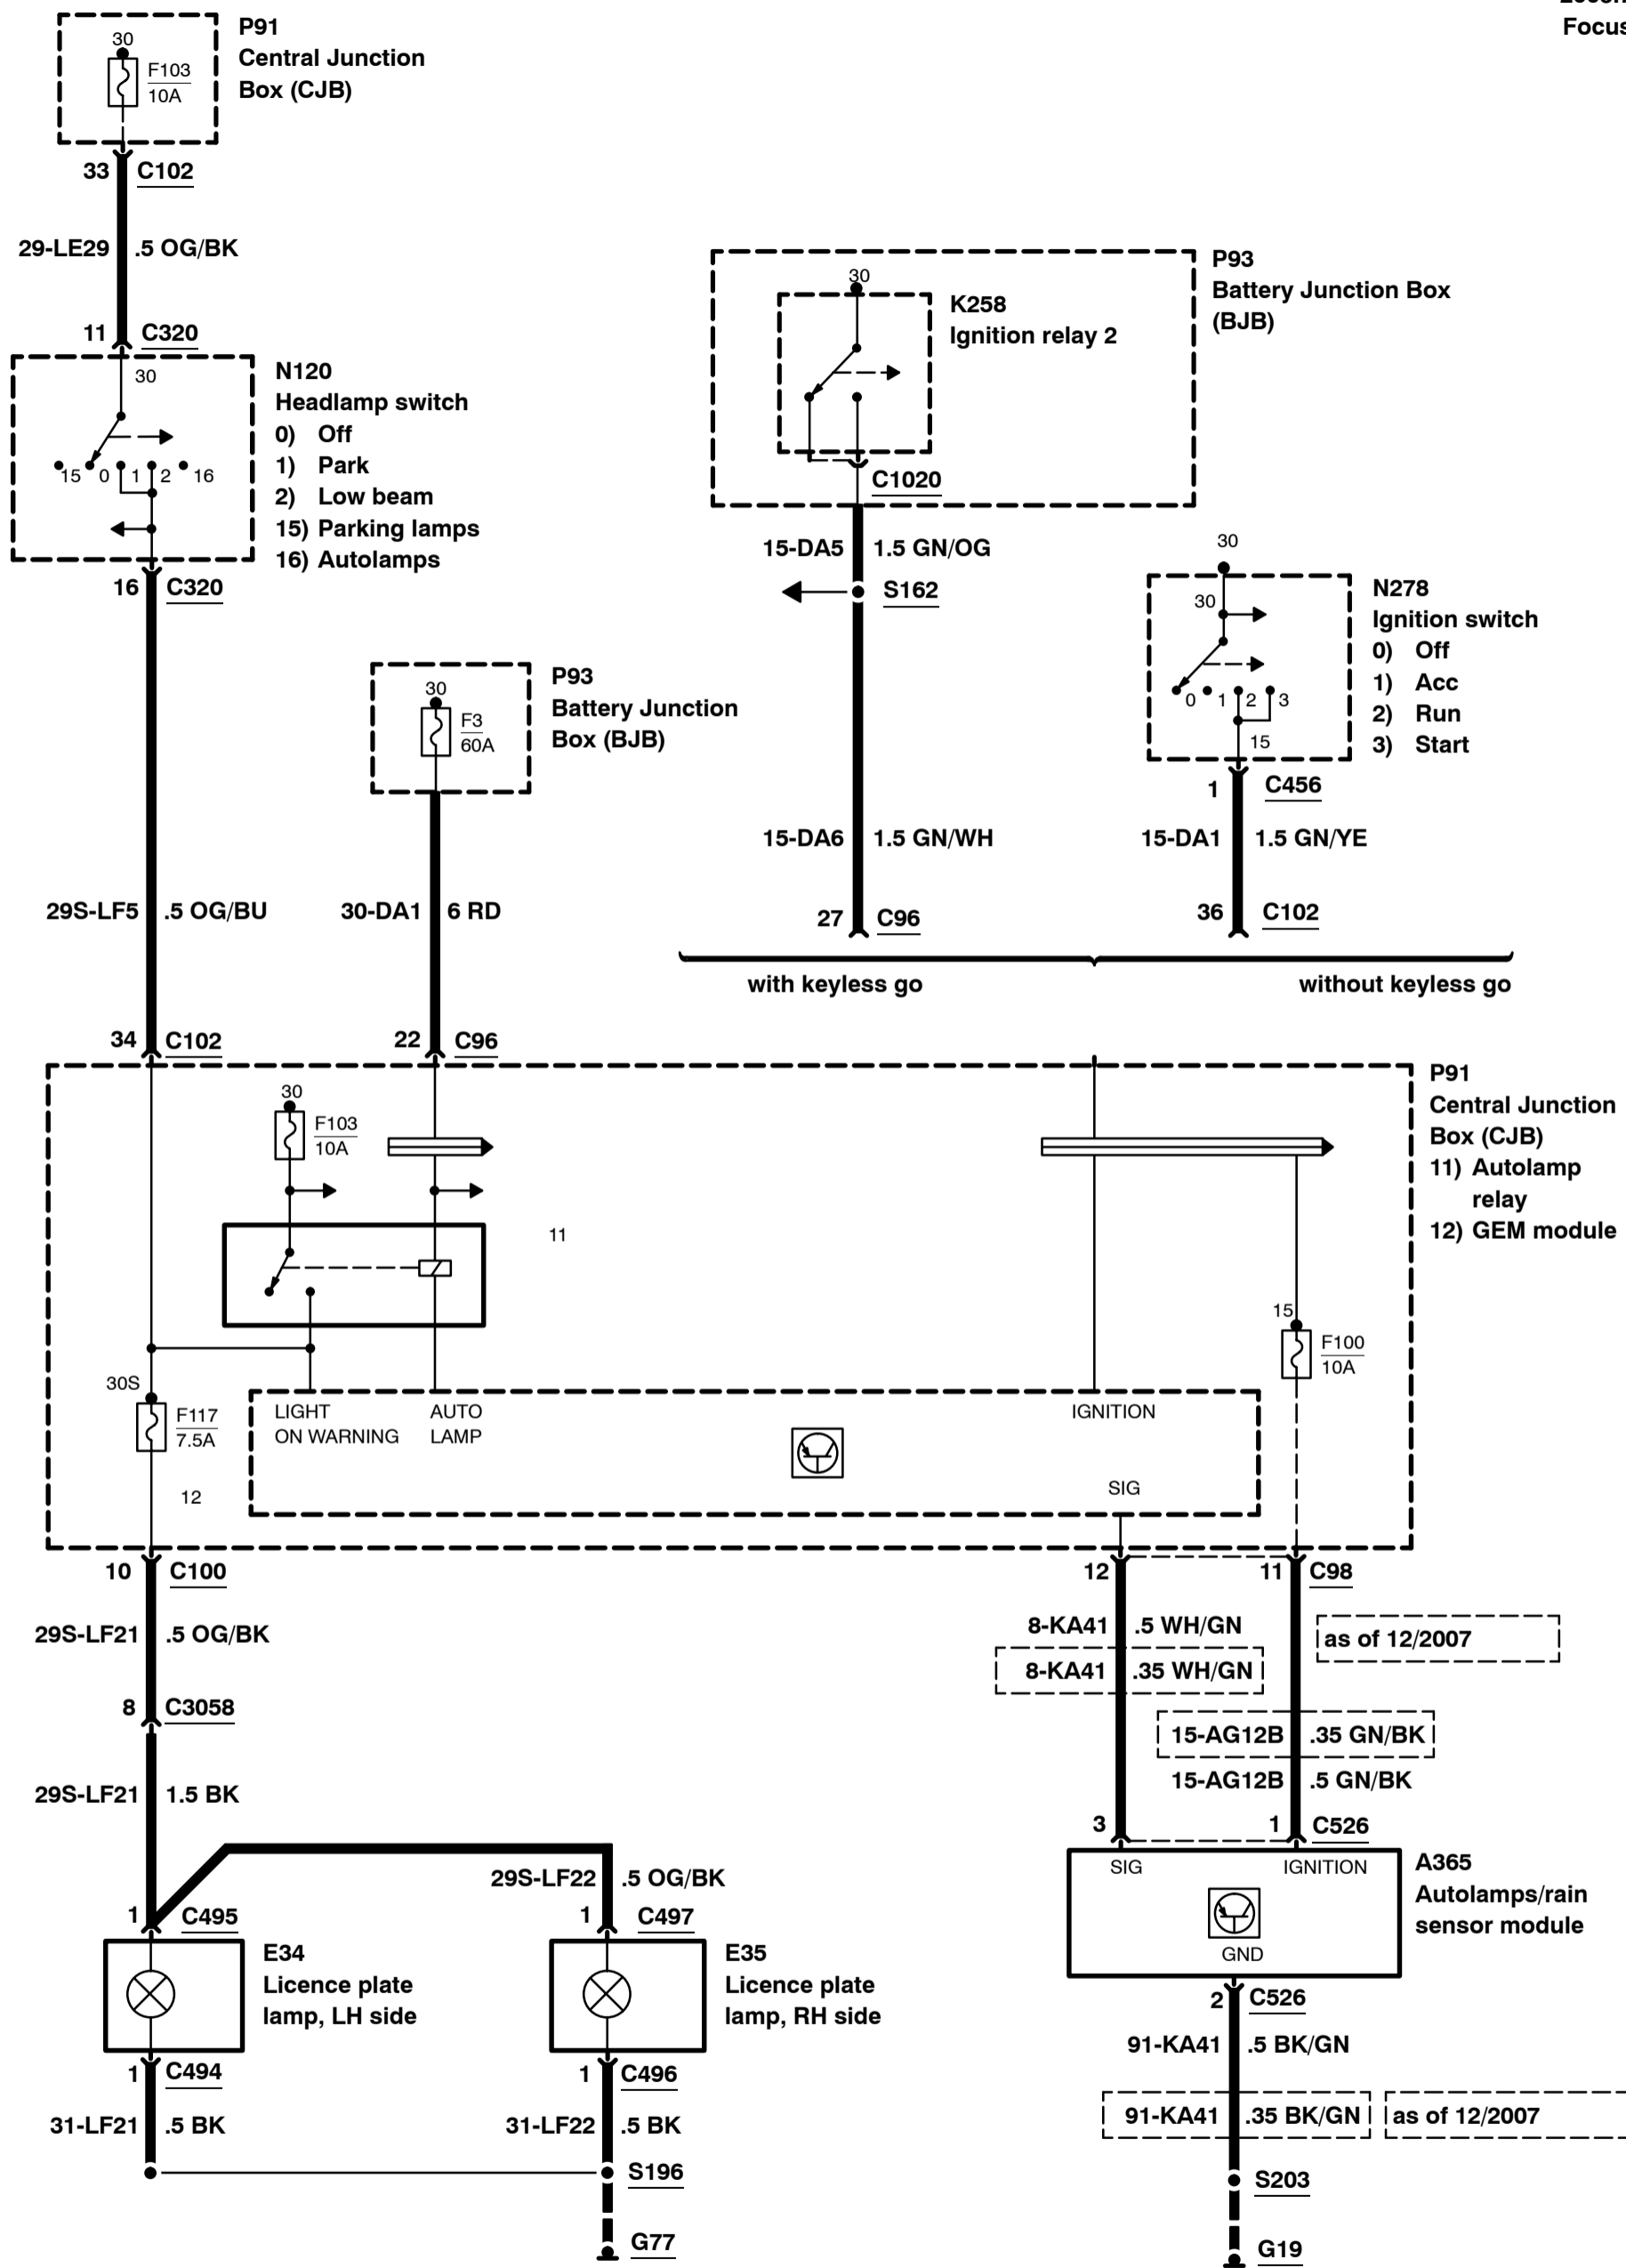 Focus
30
F103
10A
P91
Central Junction
Box (CJB)
33 C102
29-LE29 .5 OG/BK
11 C320
30
15 0 1 2 16
N120
Headlamp switch
0) Off
1) Park
2) Low beam
15) Parking lamps
16) Autolamps
16 C320
29S-LF5 .5 OG/BU
34 C102
30
F3
60A
P93
Battery Junction
Box (BJB)
30-DA1 6 RD
22 C96
30
K258
Ignition relay 2
P93
Battery Junction Box
(BJB)
C1020
15-DA5 1.5 GN/OG
S162
15-DA6 1.5 GN/WH
27 C96
30
30
0 1 2 3
15
N278
Ignition switch
0) Off
1) Acc
2) Run
3) Start
1 C456
15-DA1 1.5 GN/YE
36 C102
with keyless go
without keyless go
P91
Central Junction
Box (CJB)
11) Autolamp
relay
12) GEM module
30
F103
10A
11
30S
F117
7.5A
12
LIGHT
ON WARNING
AUTO
LAMP
IGNITION
SIG
15
F100
10A
10 C100
29S-LF21 .5 OG/BK
8 C3058
29S-LF21 1.5 BK
1 C495
E34
Licence plate
lamp, LH side
1 C494
31-LF21 .5 BK
29S-LF22 .5 OG/BK
1 C497
E35
Licence plate
lamp, RH side
1 C496
31-LF22 .5 BK
S196
G77
12 11 C98
8-KA41 .5 WH/GN
8-KA41 .35 WH/GN
as of 12/2007
15-AG12B .35 GN/BK
15-AG12B .5 GN/BK
3 1 C526
SIG IGNITION
GND
A365
Autolamps/rain
sensor module
2 C526
91-KA41 .5 BK/GN
91-KA41 .35 BK/GN
as of 12/2007
S203
G19